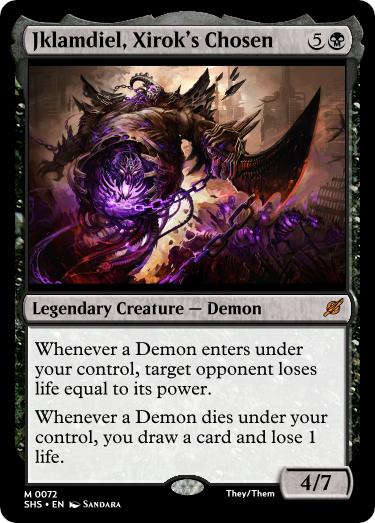 Jklamdiel, Xirok's Chosen 5
Legendary Creature — Demon
Whenever a Demon enters under
your control, target opponent loses
life equal to its power.
Whenever a Demon dies under your
control, you draw a card and lose 1
life.
4/7
M 0072
SHS • EN Sandara
They/Them